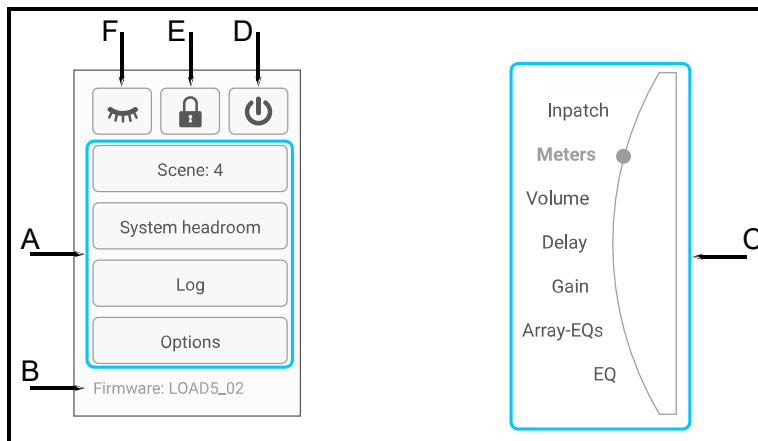 F E D
Scene: 4
System headroom
A
Log
Options
B
Firmware: LOAD5_02
Inpatch
Meters
Volume
Delay
C
Gain
Array-EQs
EQ